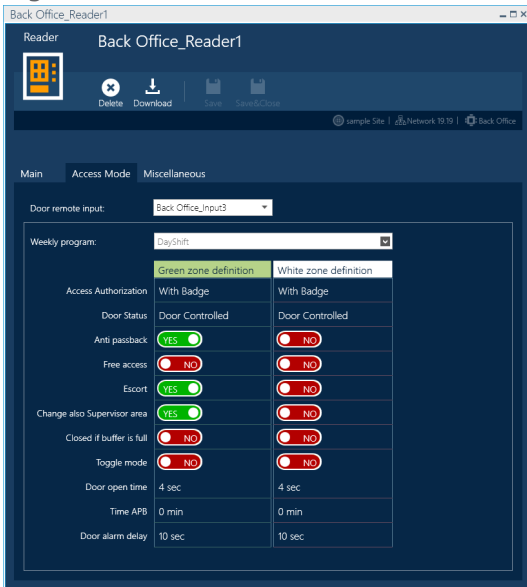 Back Office_Reader1
Reader
Back Office_Reader1
Delete Download Save Save&Close
sample Site | Network 19.19 | Back Office
Main Access Mode Miscellaneous
Door remote input: Back Office_Input3
Weekly program: DayShift
Green zone definition White zone definition
Access Authorization With Badge With Badge
Door Status Door Controlled Door Controlled
Anti passback YES NO
Free access NO NO
Escort YES NO
Change also Supervisor area YES NO
Closed if buffer is full NO NO
Toggle mode NO NO
Door open time 4 sec 4 sec
Time APB 0 min 0 min
Door alarm delay 10 sec 10 sec